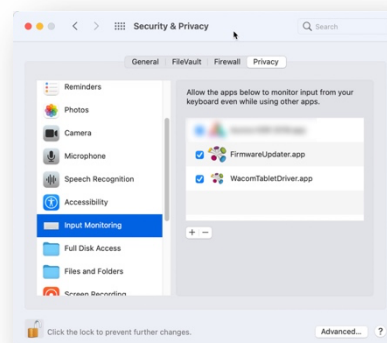 Security & Privacy
Search
General
FileVault
Firewall
Privacy
Reminders
Photos
Camera
Microphone
Speech Recognition
Accessibility
Input Monitoring
Full Disk Access
Files and Folders
Screen Recording
Allow the apps below to monitor input from your
keyboard even while using other apps.
FirmwareUpdater.app
WacomTabletDriver.app
+ −
Click the lock to prevent further changes.
Advanced...
?